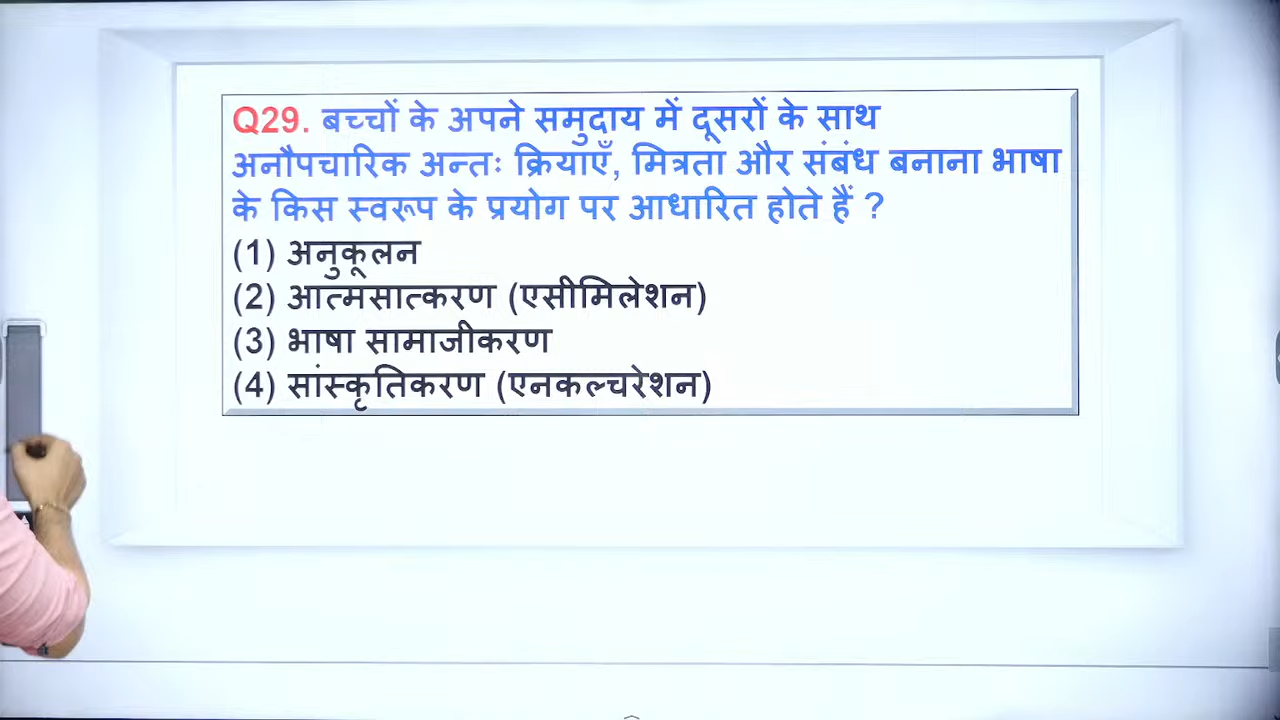 Q29. बच्चों के अपने समुदाय में दूसरों के साथ
अनौपचारिक अन्तः क्रियाएँ, मित्रता और संबंध बनाना भाषा
के किस स्वरूप के प्रयोग पर आधारित होते हैं ?
(1) अनुकूलन
(2) आत्मसात्करण (एसीमिलेशन)
(3) भाषा सामाजीकरण
(4) सांस्कृतिकरण (एनकल्चरेशन)